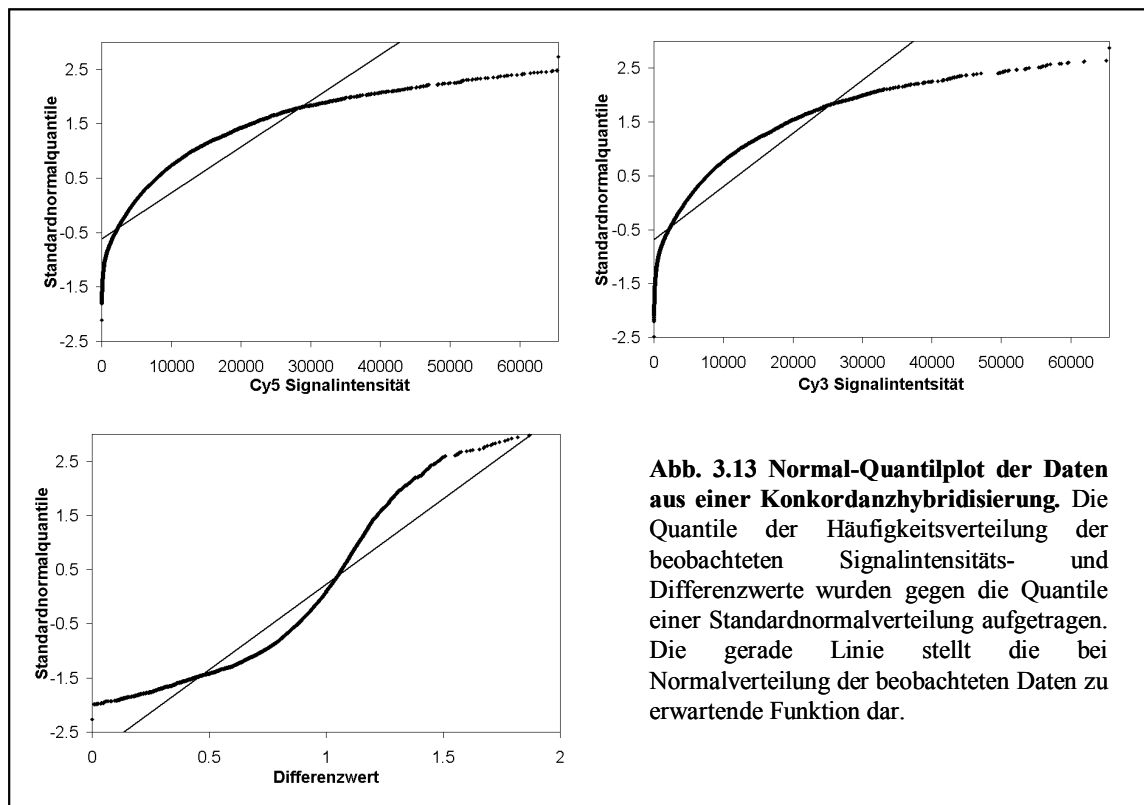 2.5
1.5
0.5
-0.5
-1.5
-2.5
Standardnormalquantile
0 10000 20000 30000 40000 50000 60000
Cy5 Signalintensität
2.5
1.5
0.5
-0.5
-1.5
-2.5
Standardnormalquantile
0 10000 20000 30000 40000 50000 60000
Cy3 Signalintentsität
2.5
1.5
0.5
-0.5
-1.5
-2.5
Standardnormalquantile
0 0.5 1 1.5 2
Differenzwert
Abb. 3.13 Normal-Quantilplot der Daten
aus einer Konkordanzhybridisierung. Die
Quantile der Häufigkeitsverteilung der
beobachteten Signalintensitäts- und
Differenzwerte wurden gegen die Quantile
einer Standardnormalverteilung aufgetragen.
Die gerade Linie stellt die bei
Normalverteilung der beobachteten Daten zu
erwartende Funktion dar.